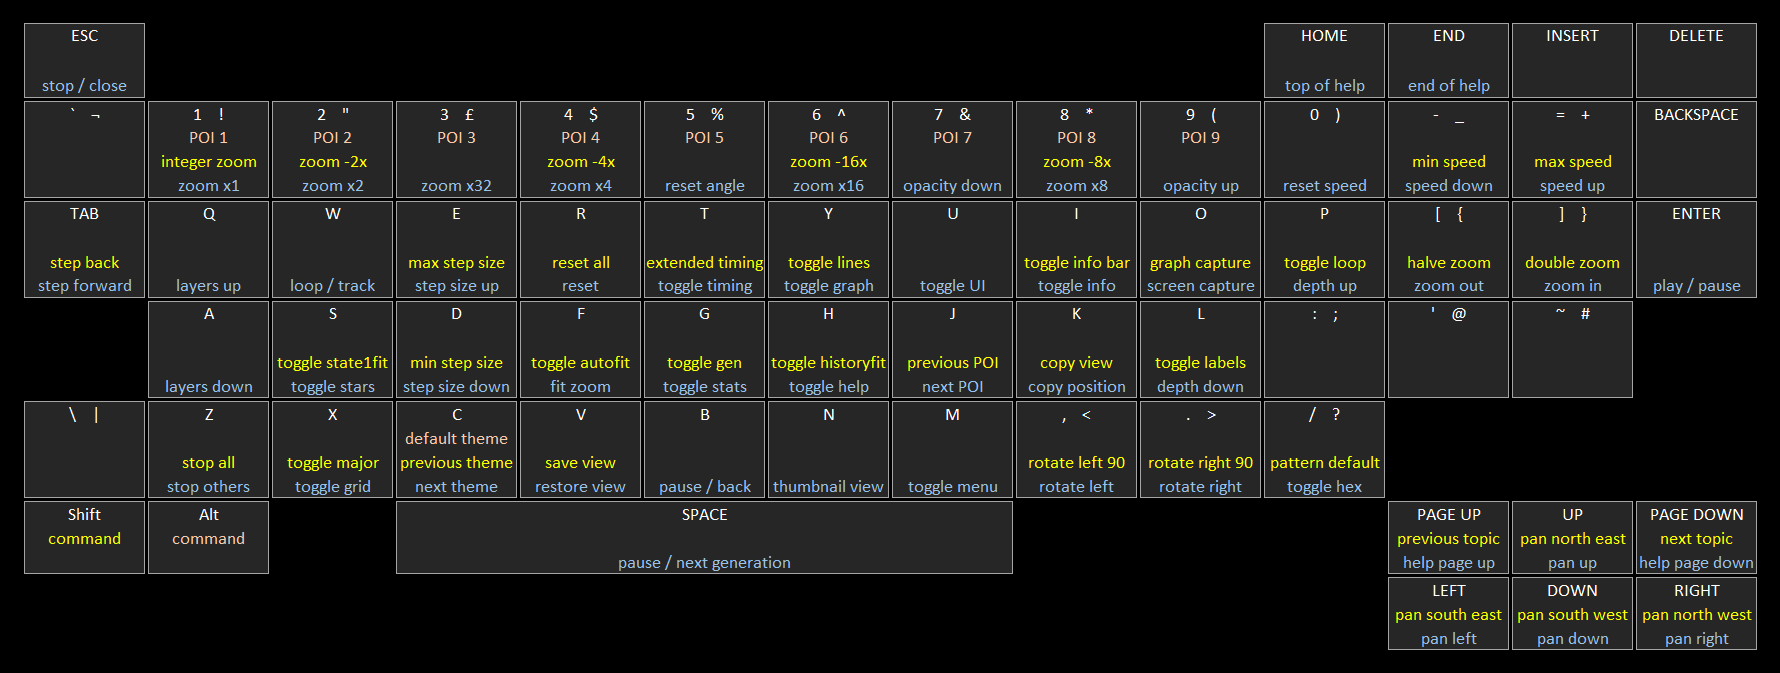 ESC
stop / close
HOME
top of help
END
end of help
INSERT
DELETE
` ¬
1 !
POI 1
integer zoom
zoom x1
2 "
POI 2
zoom -2x
zoom x2
3 £
POI 3
zoom x32
4 $
POI 4
zoom -4x
zoom x4
5 %
POI 5
reset angle
6 ^
POI 6
zoom -16x
zoom x16
7 &
POI 7
opacity down
8 *
POI 8
zoom -8x
zoom x8
9 (
POI 9
opacity up
0 )
reset speed
- _
min speed
speed down
= +
max speed
speed up
BACKSPACE
TAB
step back
step forward
Q
layers up
W
loop / track
E
max step size
step size up
R
reset all
reset
T
extended timing
toggle timing
Y
toggle lines
toggle graph
U
toggle UI
I
toggle info bar
toggle info
O
graph capture
screen capture
P
toggle loop
depth up
[ {
halve zoom
zoom out
] }
double zoom
zoom in
ENTER
play / pause
A
layers down
S
toggle state1fit
toggle stars
D
min step size
step size down
F
toggle autofit
fit zoom
G
toggle gen
toggle stats
H
toggle historyfit
toggle help
J
previous POI
next POI
K
copy view
copy position
L
toggle labels
depth down
: ;
' @
~ #
\ |
Z
stop all
stop others
X
toggle major
toggle grid
C
default theme
previous theme
next theme
V
save view
restore view
B
pause / back
N
thumbnail view
M
toggle menu
, <
rotate left 90
rotate left
. >
rotate right 90
rotate right
/ ?
pattern default
toggle hex
Shift
command
Alt
command
SPACE
pause / next generation
PAGE UP
previous topic
help page up
UP
pan north east
pan up
PAGE DOWN
next topic
help page down
LEFT
pan south east
pan left
DOWN
pan south west
pan down
RIGHT
pan north west
pan right